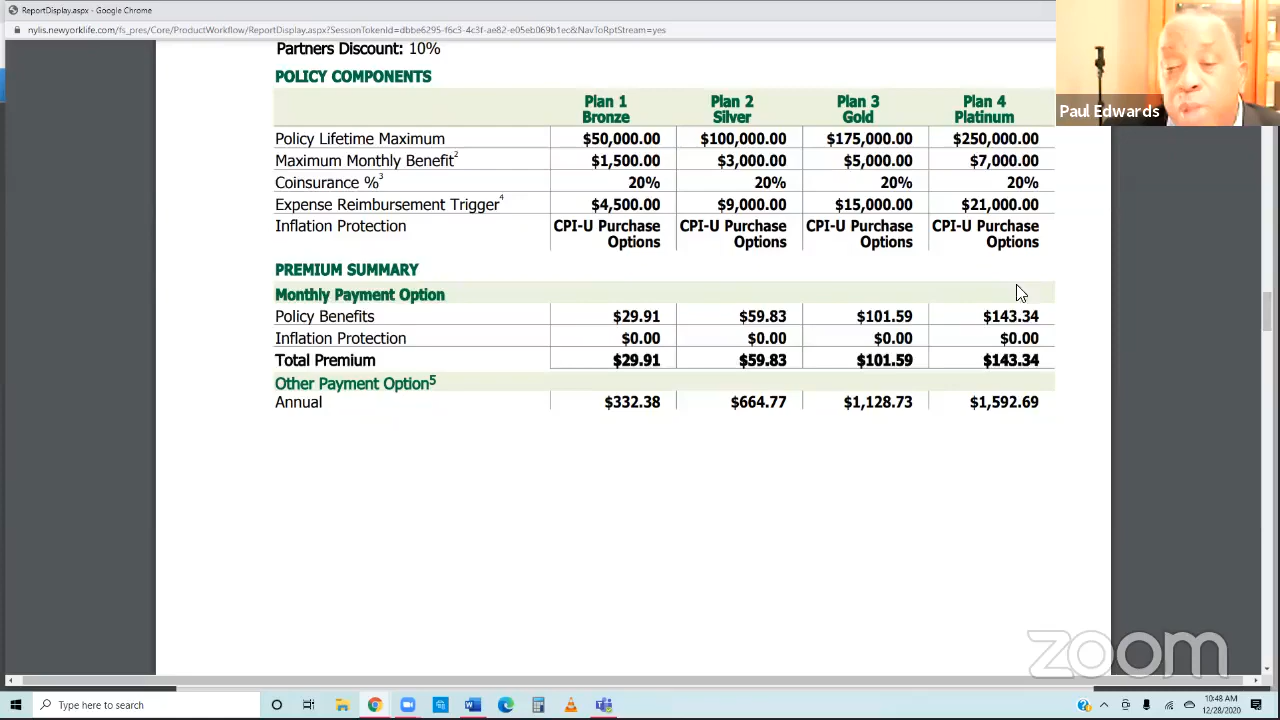 ReportDisplay.aspx - Google Chrome
nylis.newyorklife.com/fs_pres/Core/ProductWorkflow/ReportDisplay.aspx?SessionTokenId=dbbe6295-f6c3-4c3f-ae82-e05eb069b1ec&NavToRptStream=yes
Partners Discount: 10%
POLICY COMPONENTS
Plan 1 Plan 2 Plan 3 Plan 4
Bronze Silver Gold Platinum
Policy Lifetime Maximum $50,000.00 $100,000.00 $175,000.00 $250,000.00
Maximum Monthly Benefit2 $1,500.00 $3,000.00 $5,000.00 $7,000.00
Coinsurance %3 20% 20% 20% 20%
Expense Reimbursement Trigger4 $4,500.00 $9,000.00 $15,000.00 $21,000.00
Inflation Protection CPI-U Purchase CPI-U Purchase CPI-U Purchase CPI-U Purchase
Options Options Options Options
PREMIUM SUMMARY
Monthly Payment Option
Policy Benefits $29.91 $59.83 $101.59 $143.34
Inflation Protection $0.00 $0.00 $0.00 $0.00
Total Premium $29.91 $59.83 $101.59 $143.34
Other Payment Option5
Annual $332.38 $664.77 $1,128.73 $1,592.69
Paul Edwards
zoom
Type here to search
10:48 AM
12/28/2020